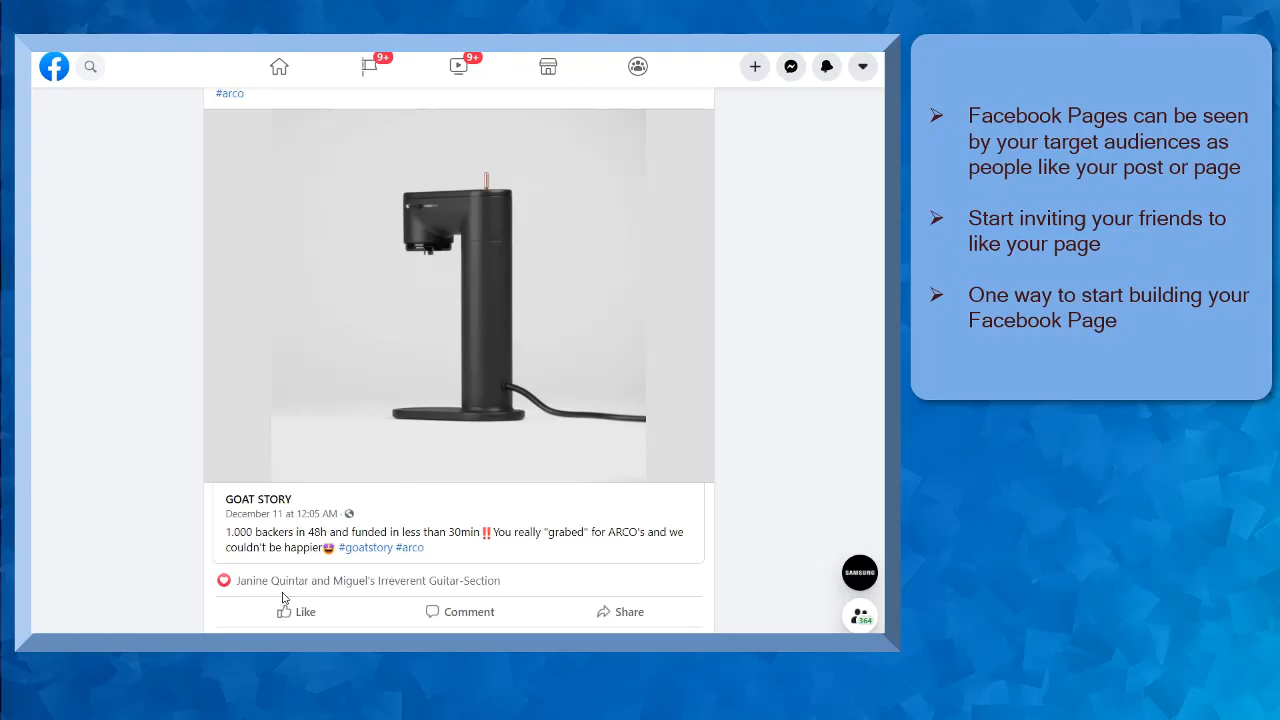 9+
9+
#arco
GOAT STORY
December 11 at 12:05 AM ·
1.000 backers in 48h and funded in less than 30min‼️You really "grabed" for ARCO's and we
couldn't be happier🤩 #goatstory #arco
Janine Quintar and Miguel's Irreverent Guitar-Section
Like
Comment
Share
SAMSUNG
364
Facebook Pages can be seen
by your target audiences as
people like your post or page
Start inviting your friends to
like your page
One way to start building your
Facebook Page